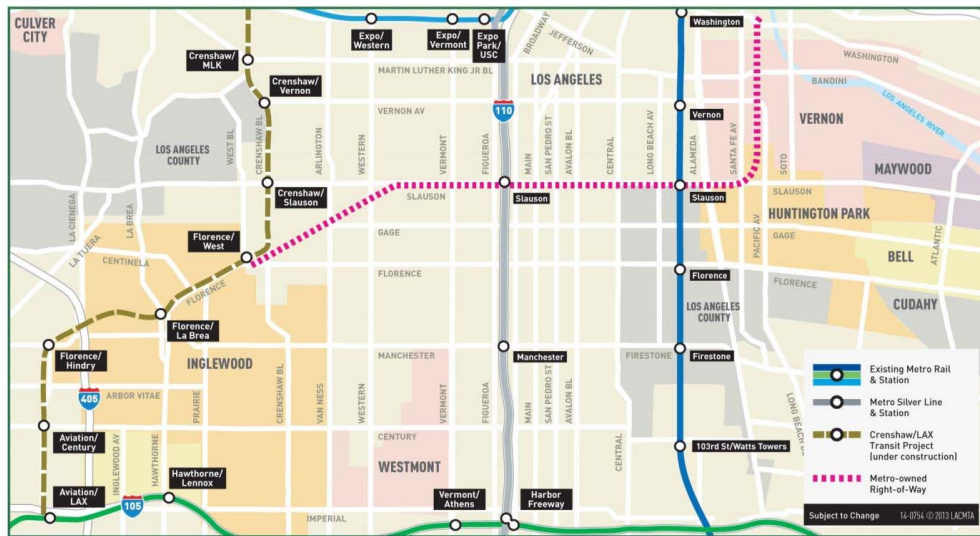 CULVER
CITY
Expo/
Western
Expo/
Vermont
Expo
Park/
USC
BROADWAY
JEFFERSON
Washington
WASHINGTON
Crenshaw/
MLK
MARTIN LUTHER KING JR BL
LOS ANGELES
BANDINI
Crenshaw/
Vernon
VERNON AV
110
Vernon
VERNON
LOS ANGELES RIVER
LOS ANGELES
COUNTY
WEST BL
CRENSHAW BL
ARLINGTON
WESTERN
VERMONT
FIGUEROA
MAIN
SAN PEDRO ST
AVALON BL
CENTRAL
LONG BEACH AV
ALAMEDA
SANTA FE AV
SOTO
MAYWOOD
Crenshaw/
Slauson
SLAUSON
Slauson
SLAUSON
Slauson
SLAUSON
HUNTINGTON PARK
LA CIENEGA
LA TIJERA
LA BREA
Florence/
West
GAGE
PACIFIC AV
GAGE
ATLANTIC
BELL
CENTINELA
FLORENCE
FLORENCE
Florence
FLORENCE
CUDAHY
LOS ANGELES
COUNTY
Florence/
La Brea
Florence/
Hindry
INGLEWOOD
MANCHESTER
Manchester
FIRESTONE
Firestone
405
ARBOR VITAE
PRAIRIE
CRENSHAW BL
VAN NESS
WESTERN
VERMONT
FIGUEROA
MAIN
SAN PEDRO ST
AVALON BL
CENTRAL
Aviation/
Century
INGLEWOOD AV
HAWTHORNE
CENTURY
103rd St/Watts Towers
WESTMONT
Aviation/
LAX
105
Hawthorne/
Lennox
Vermont/
Athens
Harbor
Freeway
IMPERIAL
Existing Metro Rail
& Station
Metro Silver Line
& Station
Crenshaw/LAX
Transit Project
(under construction)
Metro-owned
Right-of-Way
Subject to Change
14-0754 ©2013 LACMTA